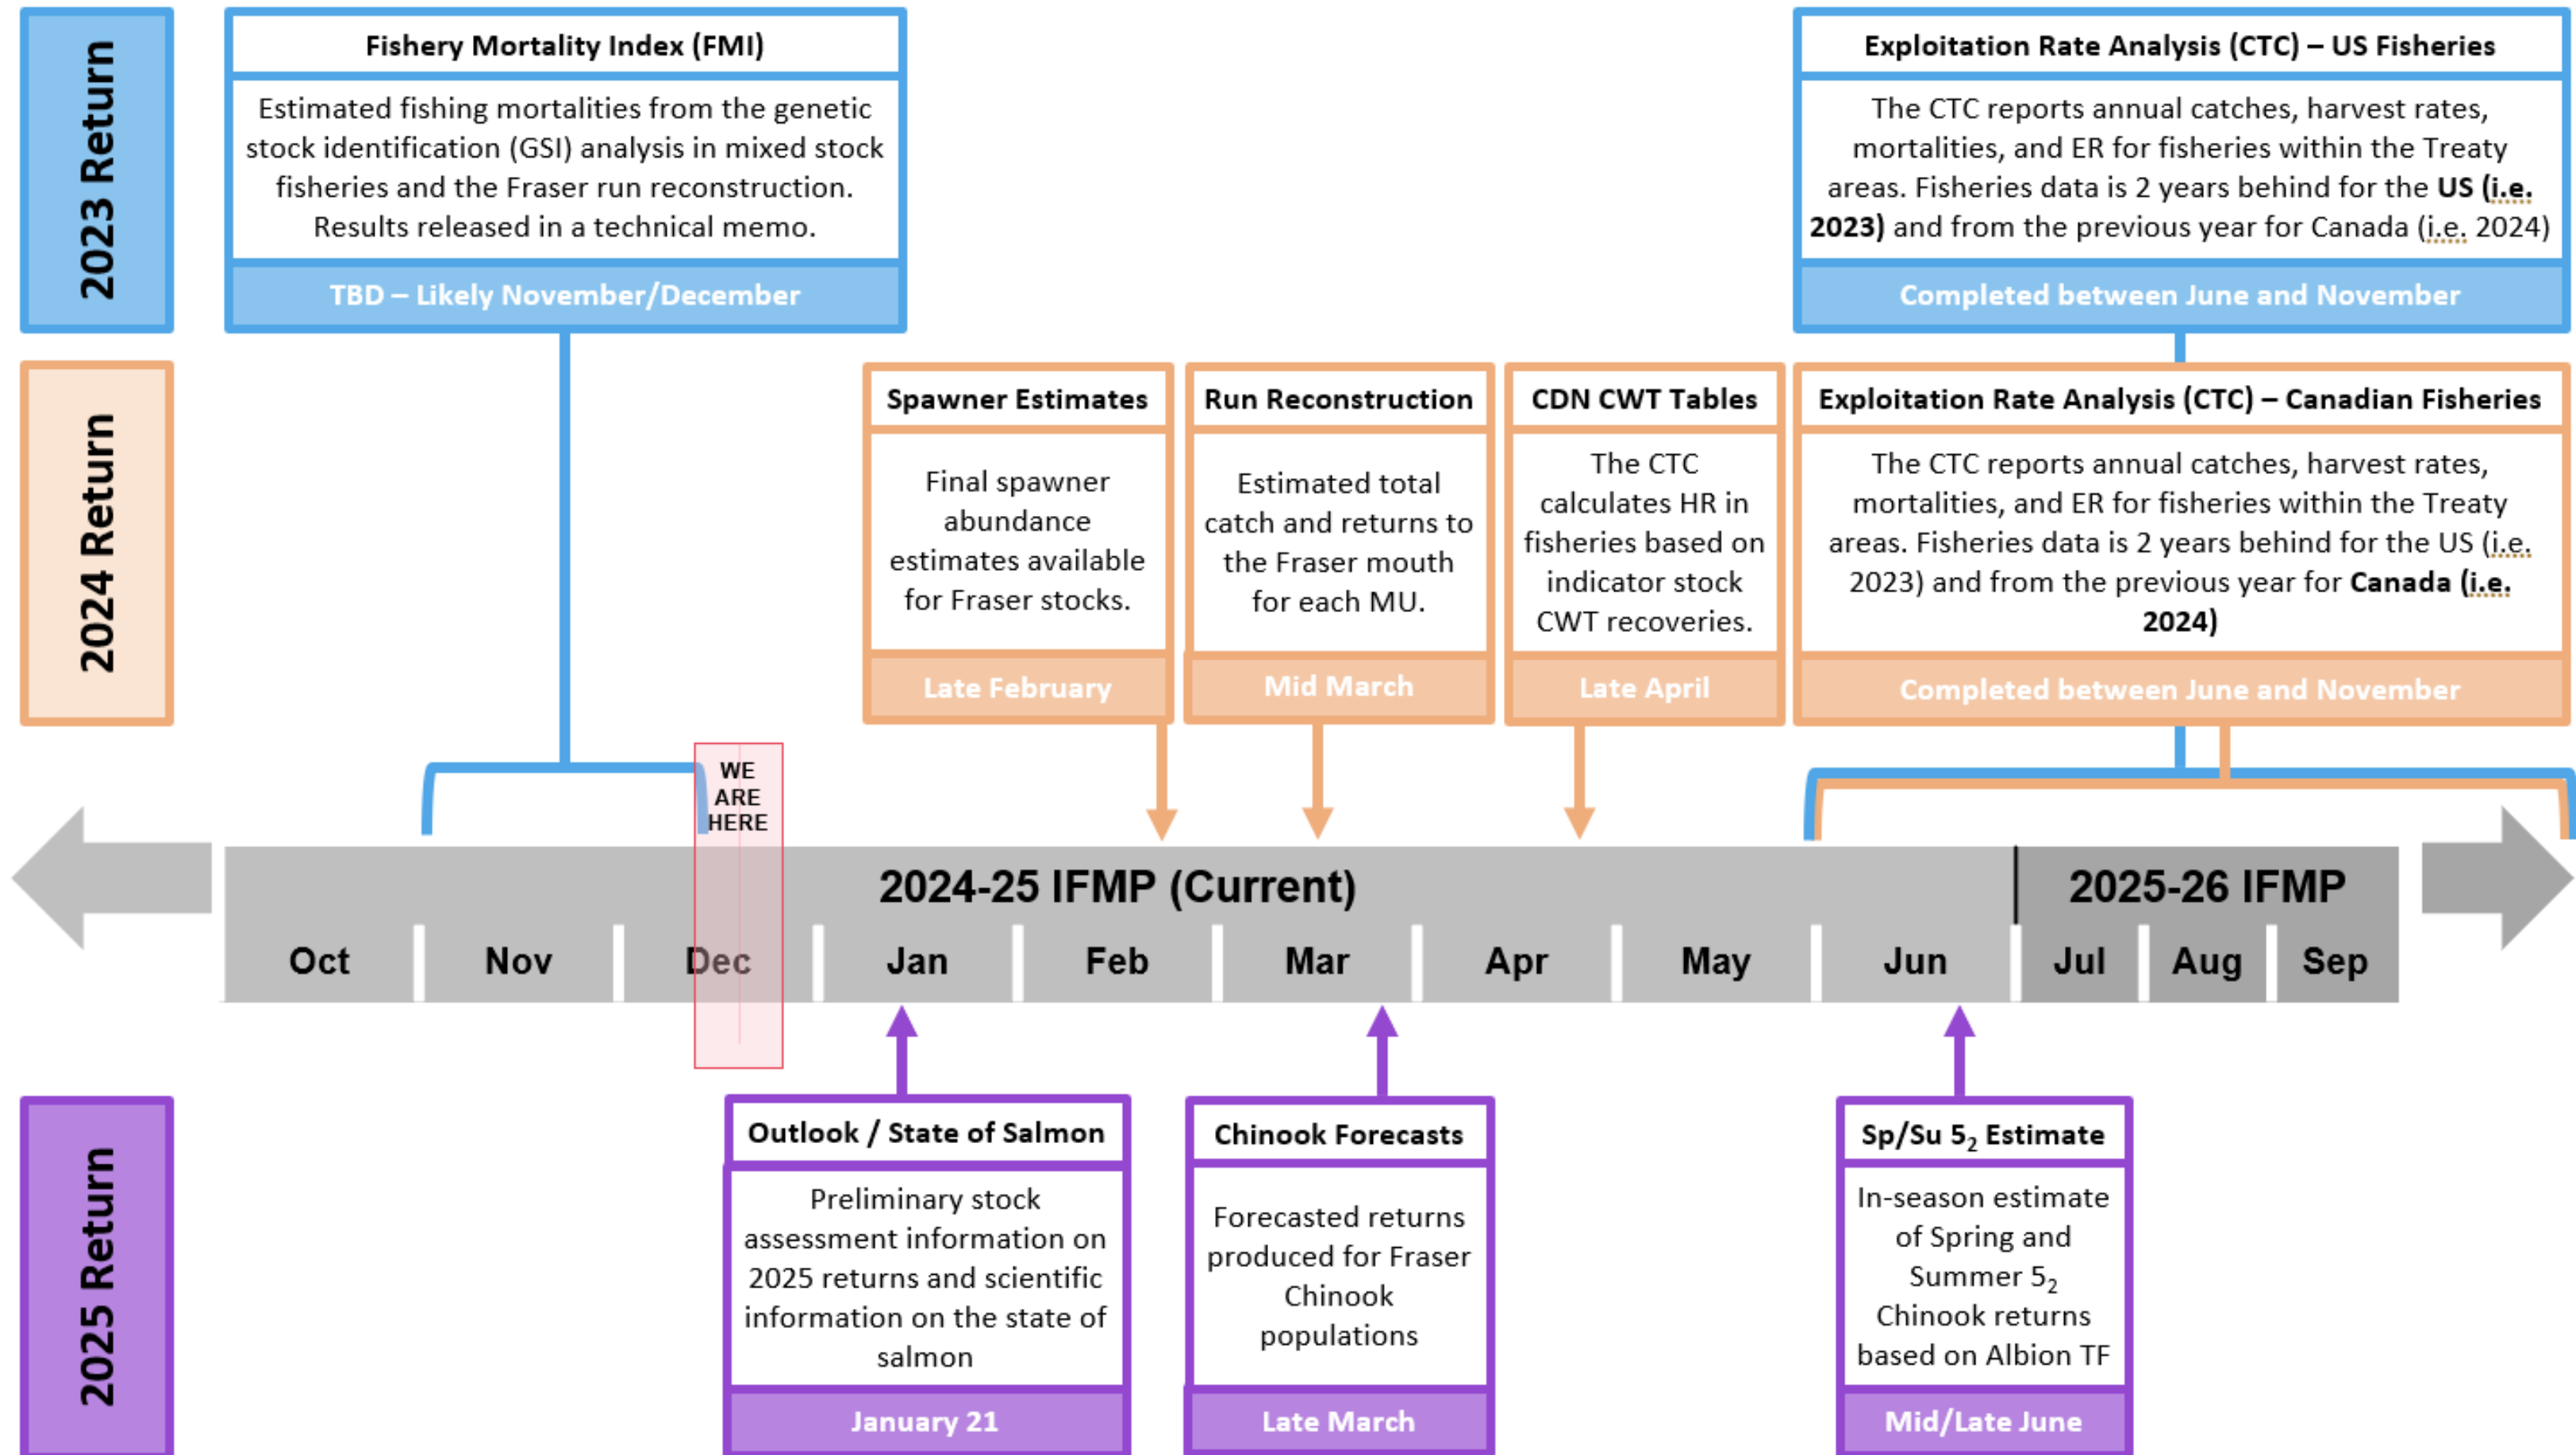 2023 Return
Fishery Mortality Index (FMI)
Estimated fishing mortalities from the genetic
stock identification (GSI) analysis in mixed stock
fisheries and the Fraser run reconstruction.
Results released in a technical memo.
TBD – Likely November/December
Exploitation Rate Analysis (CTC) – US Fisheries
The CTC reports annual catches, harvest rates,
mortalities, and ER for fisheries within the Treaty
areas. Fisheries data is 2 years behind for the US (i.e.
2023) and from the previous year for Canada (i.e. 2024)
Completed between June and November
2024 Return
Spawner Estimates
Final spawner
abundance
estimates available
for Fraser stocks.
Late February
Run Reconstruction
Estimated total
catch and returns to
the Fraser mouth
for each MU.
Mid March
CDN CWT Tables
The CTC
calculates HR in
fisheries based on
indicator stock
CWT recoveries.
Late April
Exploitation Rate Analysis (CTC) – Canadian Fisheries
The CTC reports annual catches, harvest rates,
mortalities, and ER for fisheries within the Treaty
areas. Fisheries data is 2 years behind for the US (i.e.
2023) and from the previous year for Canada (i.e.
2024)
Completed between June and November
WE
ARE
HERE
2024-25 IFMP (Current)
2025-26 IFMP
Oct Nov Dec Jan Feb Mar Apr May Jun Jul Aug Sep
2025 Return
Outlook / State of Salmon
Preliminary stock
assessment information on
2025 returns and scientific
information on the state of
salmon
January 21
Chinook Forecasts
Forecasted returns
produced for Fraser
Chinook
populations
Late March
Sp/Su 5₂ Estimate
In-season estimate
of Spring and
Summer 5₂
Chinook returns
based on Albion TF
Mid/Late June